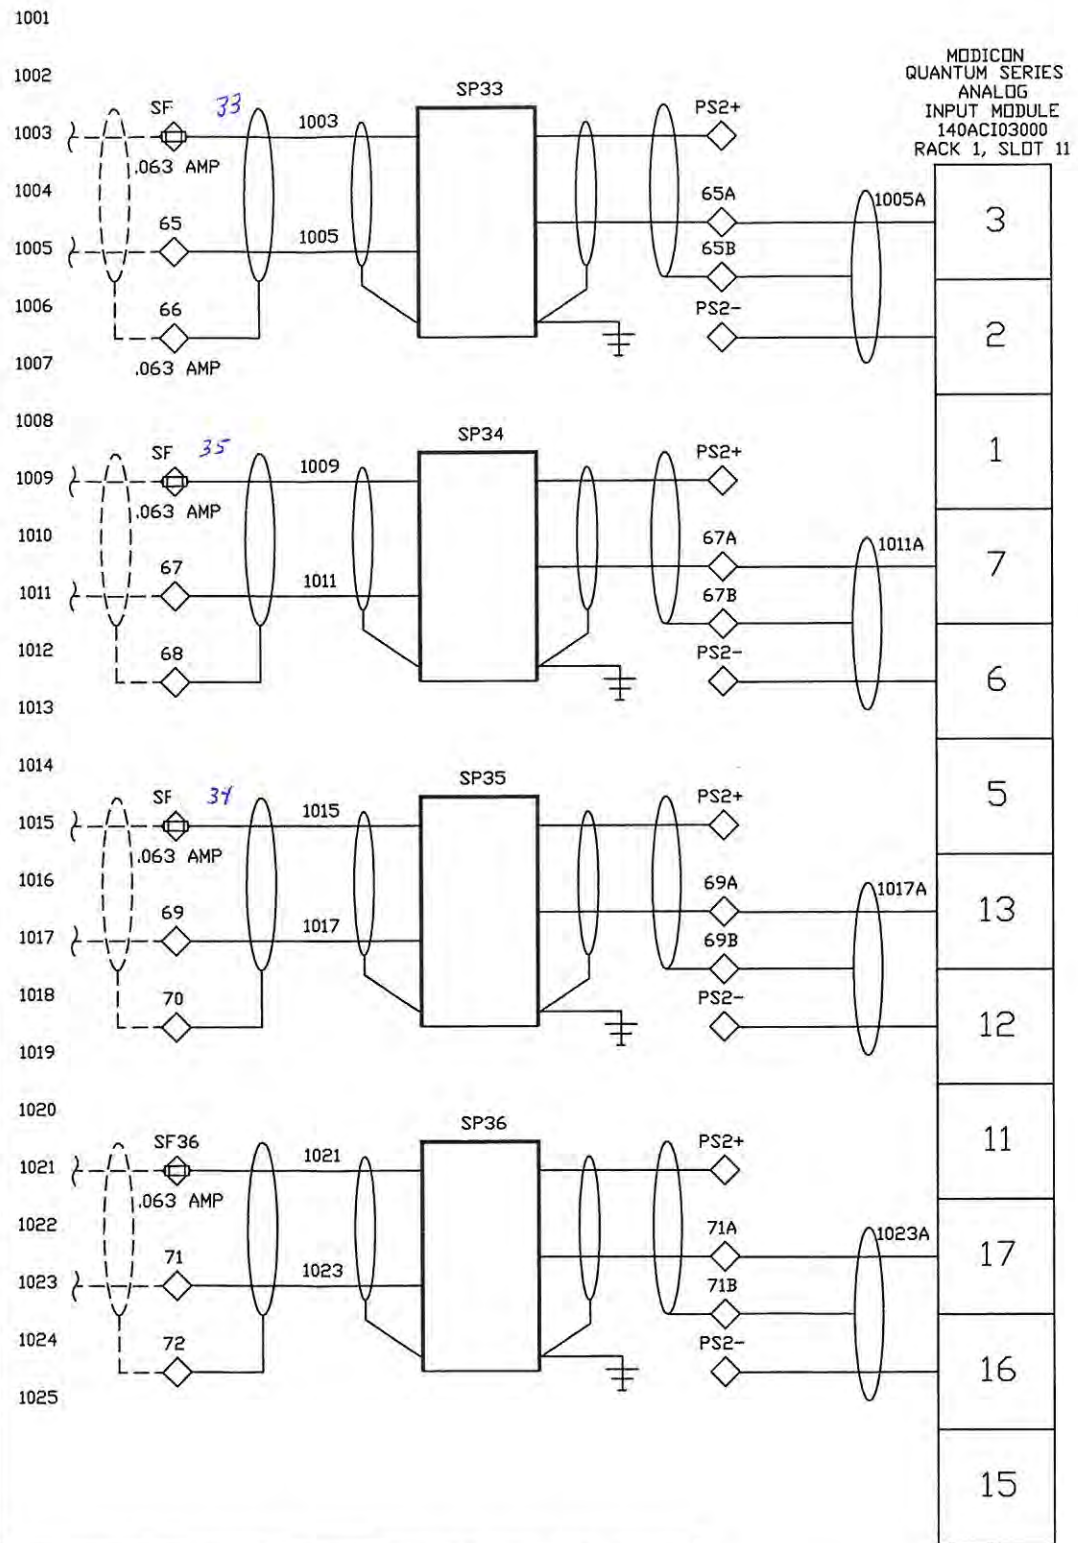 1001
MODICON
1002
QUANTUM SERIES
SP33
ANALOG
SF 33
PS2+
INPUT MODULE
1003
1003
140ACI03000
.063 AMP
RACK 1, SLOT 11
1004
65A
1005A
3
65
1005
1005
65B
1006
66
PS2-
2
1007
.063 AMP
1008
SP34
SF 35
PS2+
1
1009
1009
.063 AMP
1010
67A
1011A
67
7
1011
1011
67B
1012
68
PS2-
6
1013
1014
SP35
SF 34
PS2+
5
1015
1015
.063 AMP
1016
69A
1017A
69
13
1017
1017
69B
1018
70
PS2-
12
1019
1020
SP36
SF36
PS2+
11
1021
1021
.063 AMP
1022
71A
1023A
71
17
1023
1023
71B
1024
72
PS2-
16
1025
15